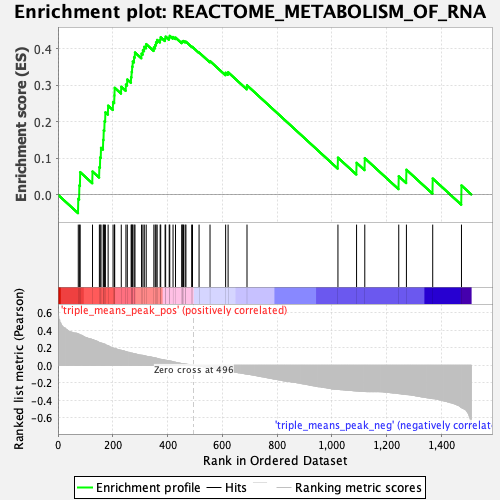 Enrichment plot: REACTOME_METABOLISM_OF_RNA
Enrichment score (ES)
0.4
0.3
0.2
0.1
0.0
'triple_means_peak_pos' (positively correlated)
Ranked list metric (Pearson)
0.6
0.4
0.2
0.0
-0.2
-0.4
-0.6
Zero cross at 496
'triple_means_peak_neg' (negatively correlat
0
200
400
600
800
1,000
1,200
1,400
Rank in Ordered Dataset
Enrichment profile
Hits
Ranking metric scores